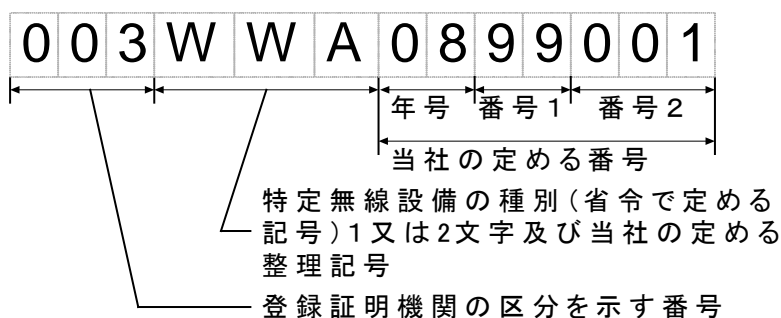 003WWA0899001
年号 番号1 番号2
当社の定める番号
特定無線設備の種別(省令で定める
記号)1又は2文字及び当社の定める
整理記号
登録証明機関の区分を示す番号